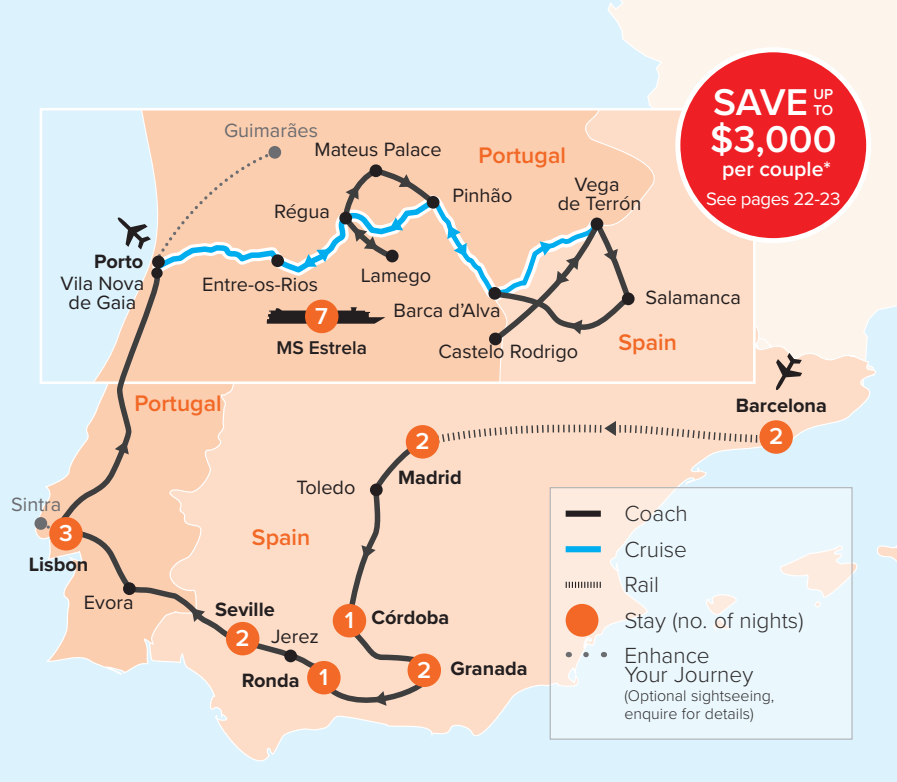 SAVE UP TO
$3,000
per couple*
See pages 22-23
Guimarães
Mateus Palace
Portugal
Pinhão
Vega
de Terrón
Régua
Porto
Vila Nova
de Gaia
Entre-os-Rios
Lamego
Barca d'Alva
Salamanca
7
MS Estrela
Castelo Rodrigo
Spain
Portugal
Barcelona
2
2
Madrid
Toledo
Sintra
3
Lisbon
Spain
Evora
Seville
2
Jerez
Ronda
1
1
Córdoba
2
Granada
Coach
Cruise
Rail
Stay (no. of nights)
Enhance
Your Journey
(Optional sightseeing,
enquire for details)